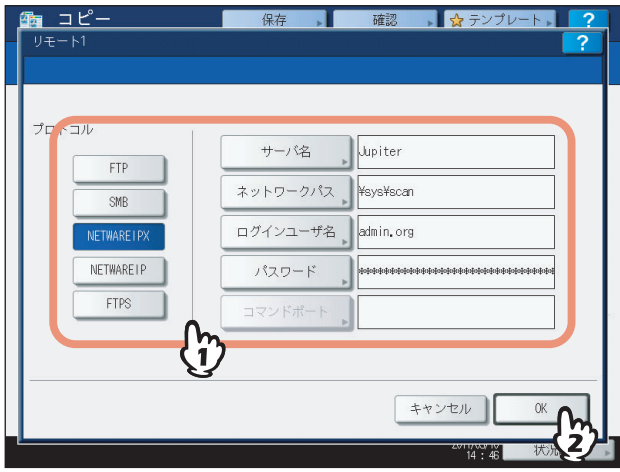 コピー
保存
確認
テンプレート
?
リモート1
?
プロトコル
FTP
SMB
NETWAREIPX
NETWAREIP
FTPS
サーバ名
Jupiter
ネットワークパス
¥sys¥scan
ログインユーザ名
admin.org
パスワード
********************************
コマンドポート
1
キャンセル
OK
2
14 : 46